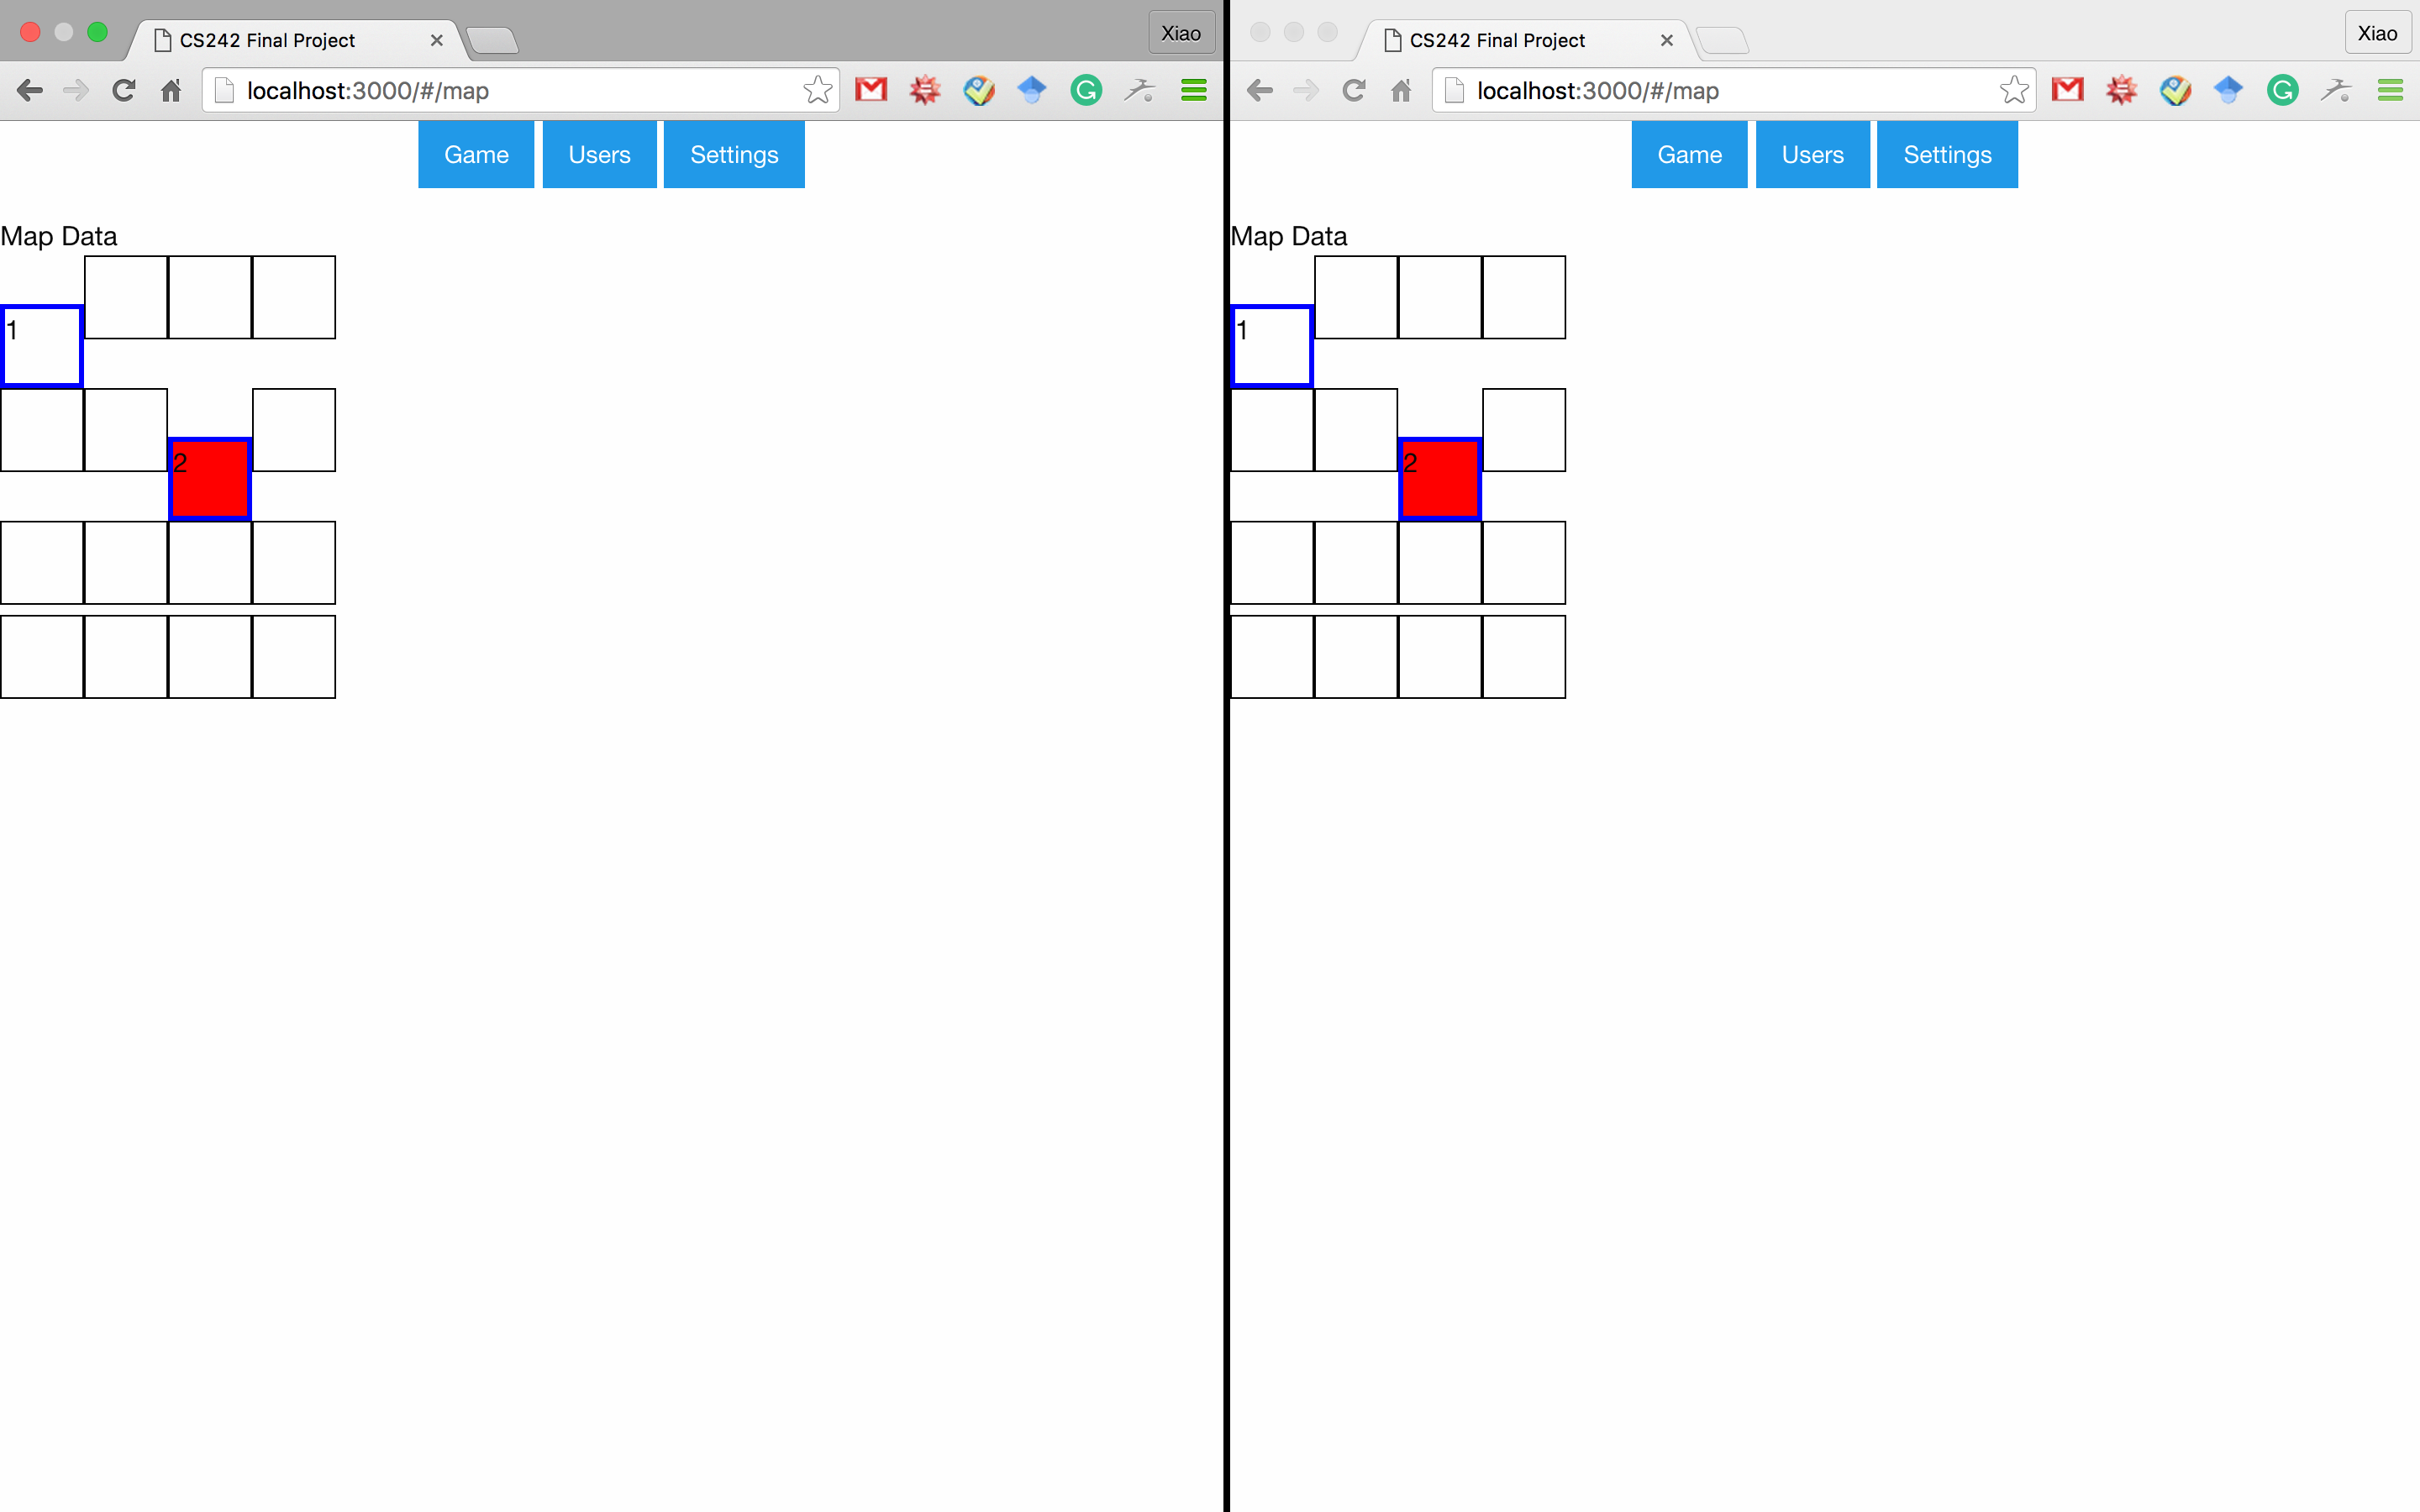 CS242 Final Project
Xiao
localhost:3000/#/map
Game Users Settings
Map Data
1
2
CS242 Final Project
Xiao
localhost:3000/#/map
Game Users Settings
Map Data
1
2